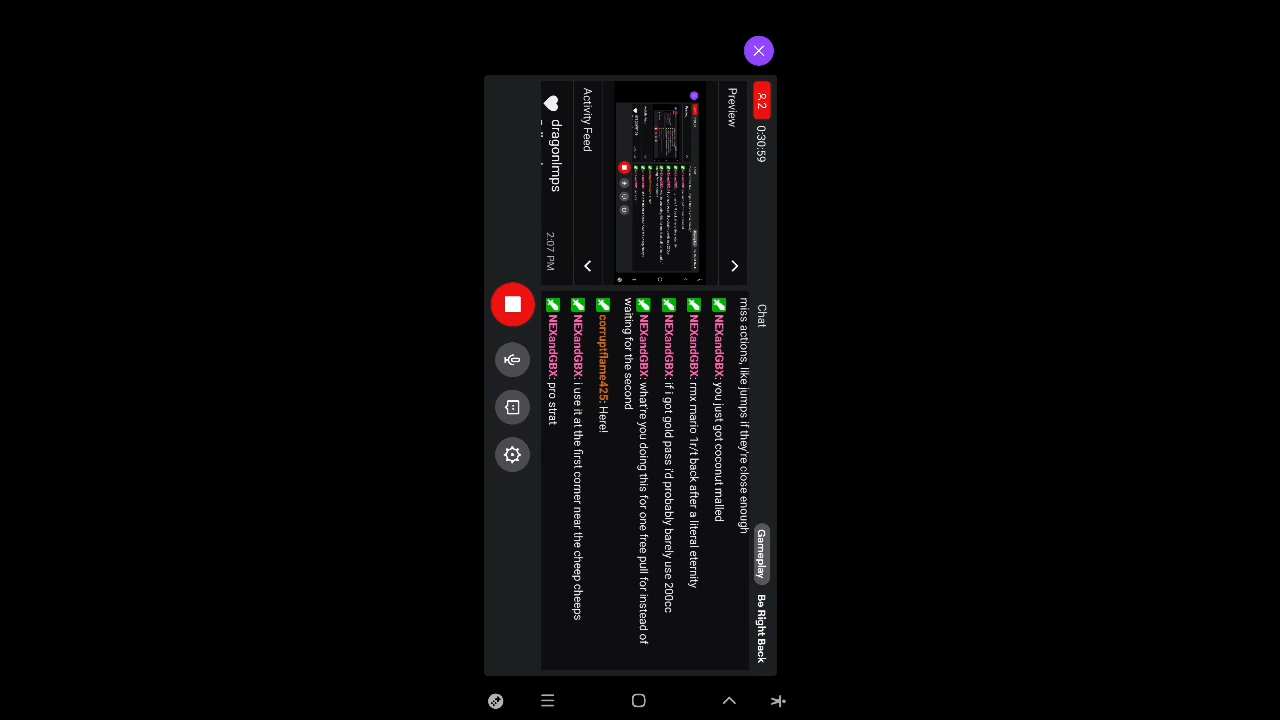 2
0:30:59
Chat
Gameplay
Be Right Back
Preview
Activity Feed
dragonlmps
2:07 PM
miss actions, like jumps if they're close enough
NEXandGBX: you just got coconut malled
NEXandGBX: rmx mario 1r/t back after a literal eternity
NEXandGBX: if i got gold pass i'd probably barely use 200cc
NEXandGBX: what're you doing this for one free pull for instead of
waiting for the second
corruptflame425: Here!
NEXandGBX: i use it at the first corner near the cheep cheeps
NEXandGBX: pro strat